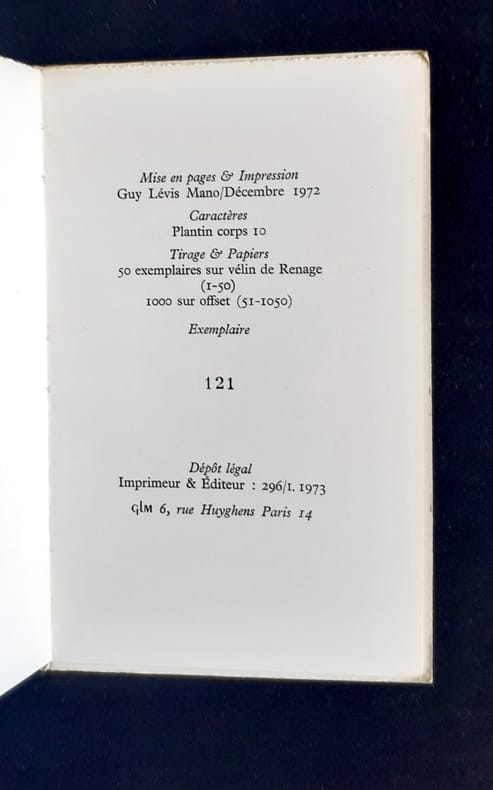 Mise en pages & Impression
Guy Lévis Mano/Décembre 1972
Caractères
Plantin corps 10
Tirage & Papiers
50 exemplaires sur vélin de Renage
(1-50)
1000 sur offset (51-1050)
Exemplaire
121
Dépôt légal
Imprimeur & Éditeur : 296/1. 1973
GLM 6, rue Huyghens Paris 14